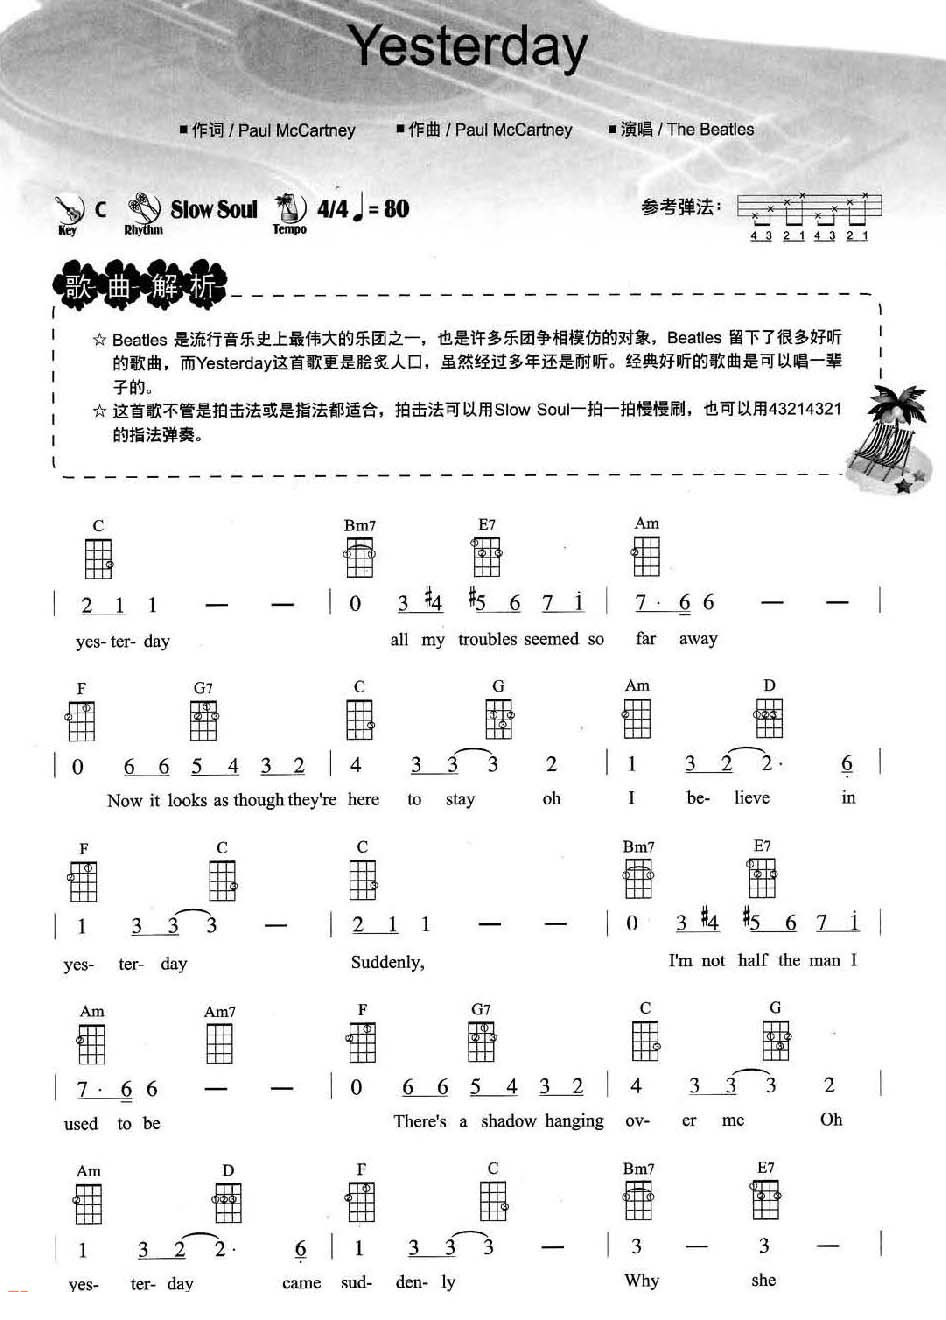 Yesterday
■作词 / Paul McCartney ■作曲 / Paul McCartney ■演唱 / The Beatles
C Slow Soul 4/4 ♩= 80 参考弹法：
Key Rhythm Tempo
4 3 2 1 4 3 2 1
歌曲解析
☆ Beatles 是流行音乐史上最伟大的乐团之一，也是许多乐团争相模仿的对象，Beatles 留下了很多好听
的歌曲，而Yesterday这首歌更是脍炙人口，虽然经过多年还是耐听。经典好听的歌曲是可以唱一辈
子的。
☆ 这首歌不管是拍击法或是指法都适合，拍击法可以用Slow Soul一拍一拍慢慢刷，也可以用43214321
的指法弹奏。
C Bm7 E7 Am
| 2 1 1 — — | 0 3 #4 #5 6 7 i | 7 · 6 6 — — |
yes- ter- day all my troubles seemed so far away
F G7 C G Am D
| 0 6 6 5 4 3 2 | 4 3 3 3 2 | 1 3 2 2 · 6 |
Now it looks as though they're here to stay oh I be- lieve in
F C C Bm7 E7
| 1 3 3 3 — | 2 1 1 — — | 0 3 #4 #5 6 7 i |
yes- ter- day Suddenly, I'm not half the man I
Am Am7 F G7 C G
| 7 · 6 6 — — | 0 6 6 5 4 3 2 | 4 3 3 3 2 |
used to be There's a shadow hanging ov- er me Oh
Am D F C Bm7 E7
| 1 3 2 2 · 6 | 1 3 3 3 — | 3 — 3 — |
yes- ter- day came sud- den- ly Why she